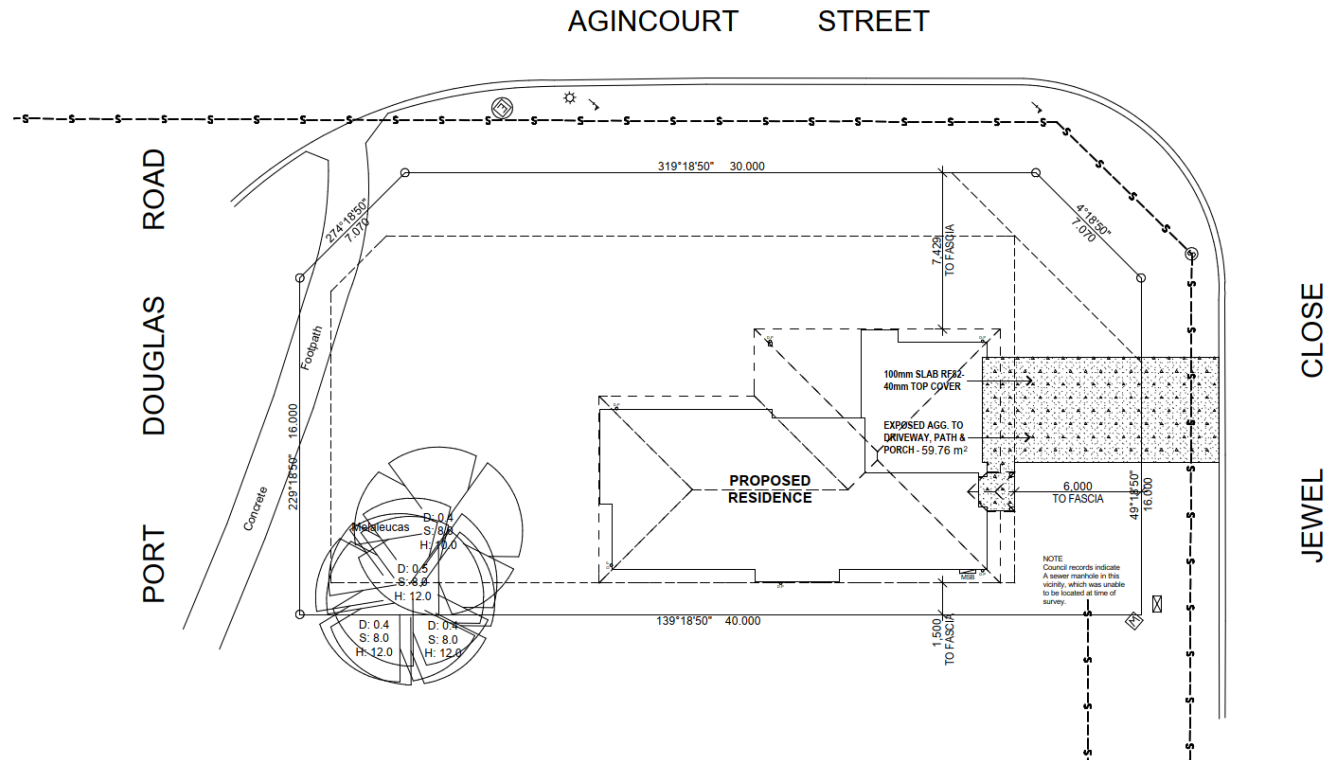 AGINCOURT STREET
PORT DOUGLAS ROAD
JEWEL CLOSE
319°18'50" 30.000
274°18'50"
7.070
4°18'50"
7.070
7,429
TO FASCIA
Footpath
Concrete
229°18'50" 16.000
100mm SLAB RF82-
40mm TOP COVER
EXPOSED AGG. TO
DRIVEWAY, PATH &
PORCH - 59.76 m²
PROPOSED
RESIDENCE
6,000
TO FASCIA
49°18'50"
16.000
Melaleucas
D: 0.4
S: 8.0
H: 10.0
D: 0.5
S: 8.0
H: 12.0
D: 0.4
S: 8.0
H: 12.0
D: 0.4
S: 8.0
H: 12.0
MSB
NOTE
Council records indicate
A sewer manhole in this
vicinity, which was unable
to be located at time of
survey.
139°18'50" 40.000
1,500
TO FASCIA
E
M
S